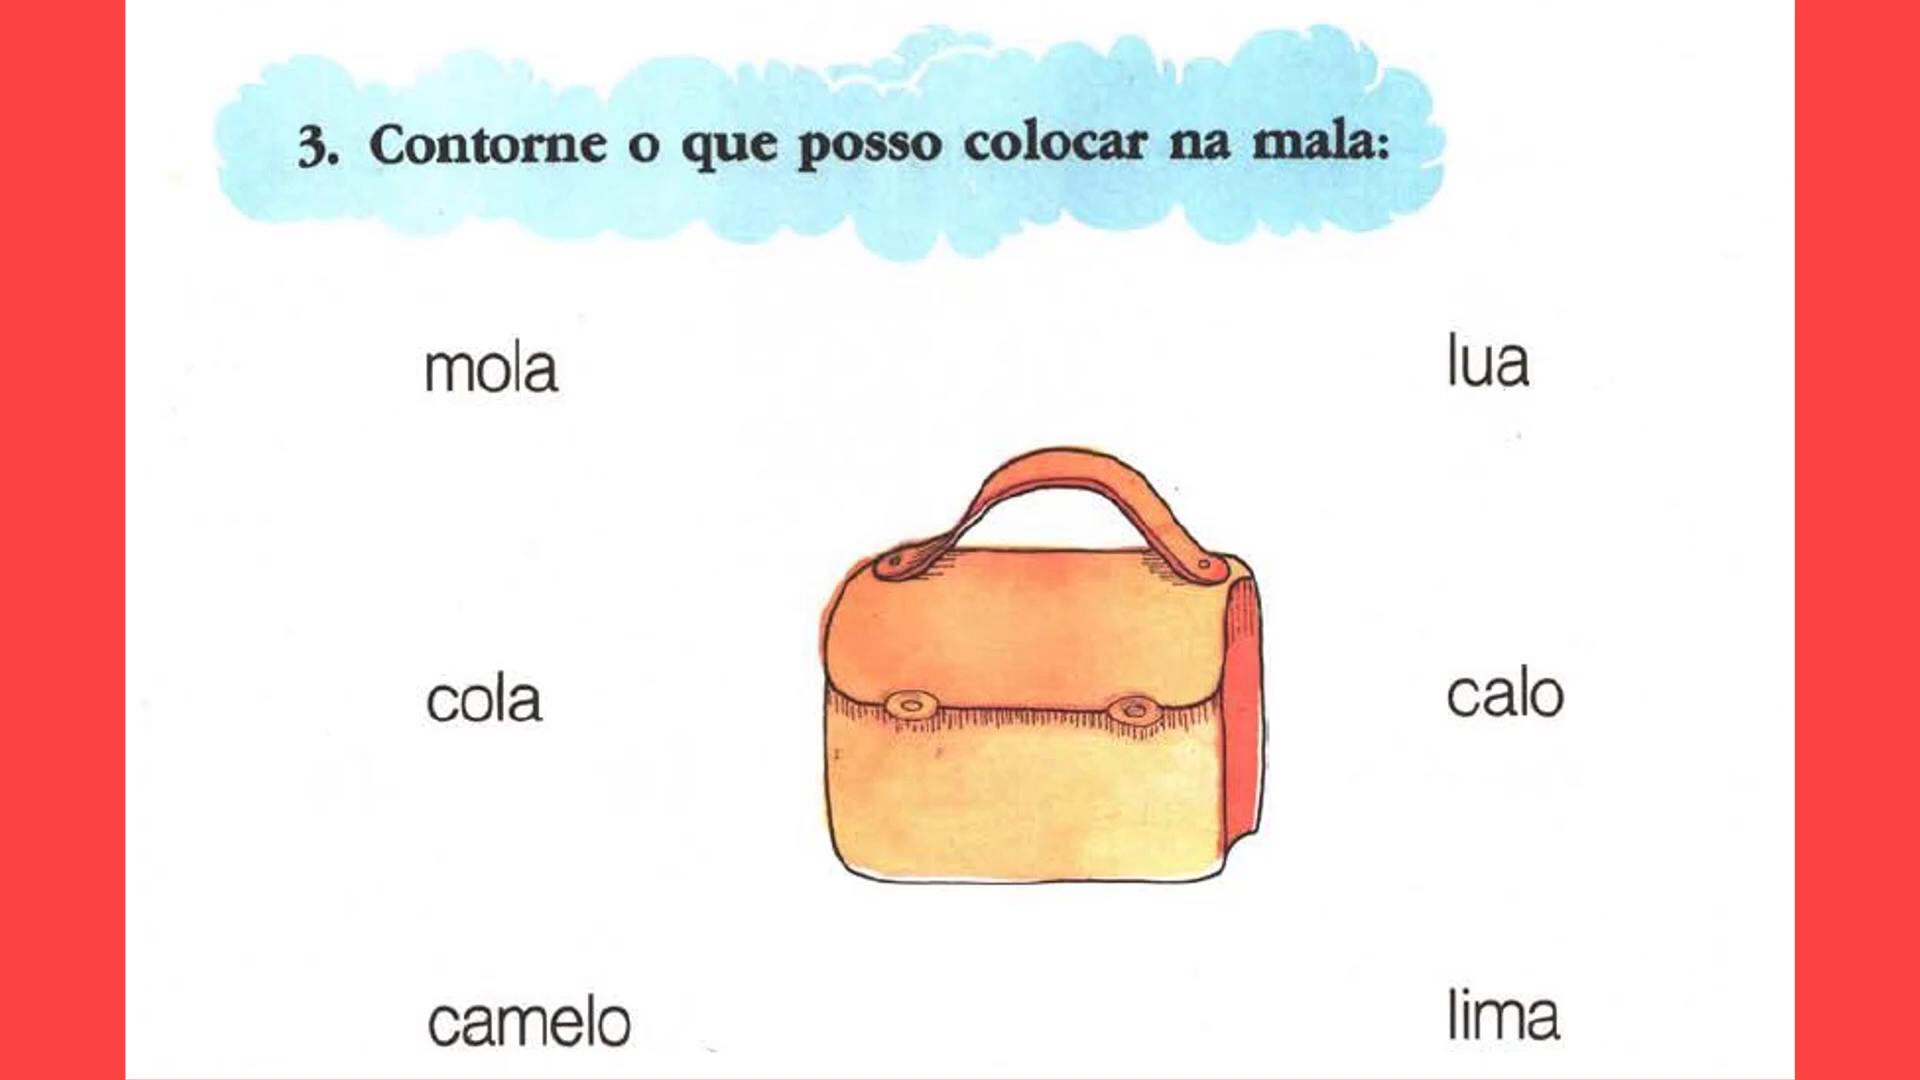 3. Contorne o que posso colocar na mala:
mola
lua
cola
calo
camelo
lima